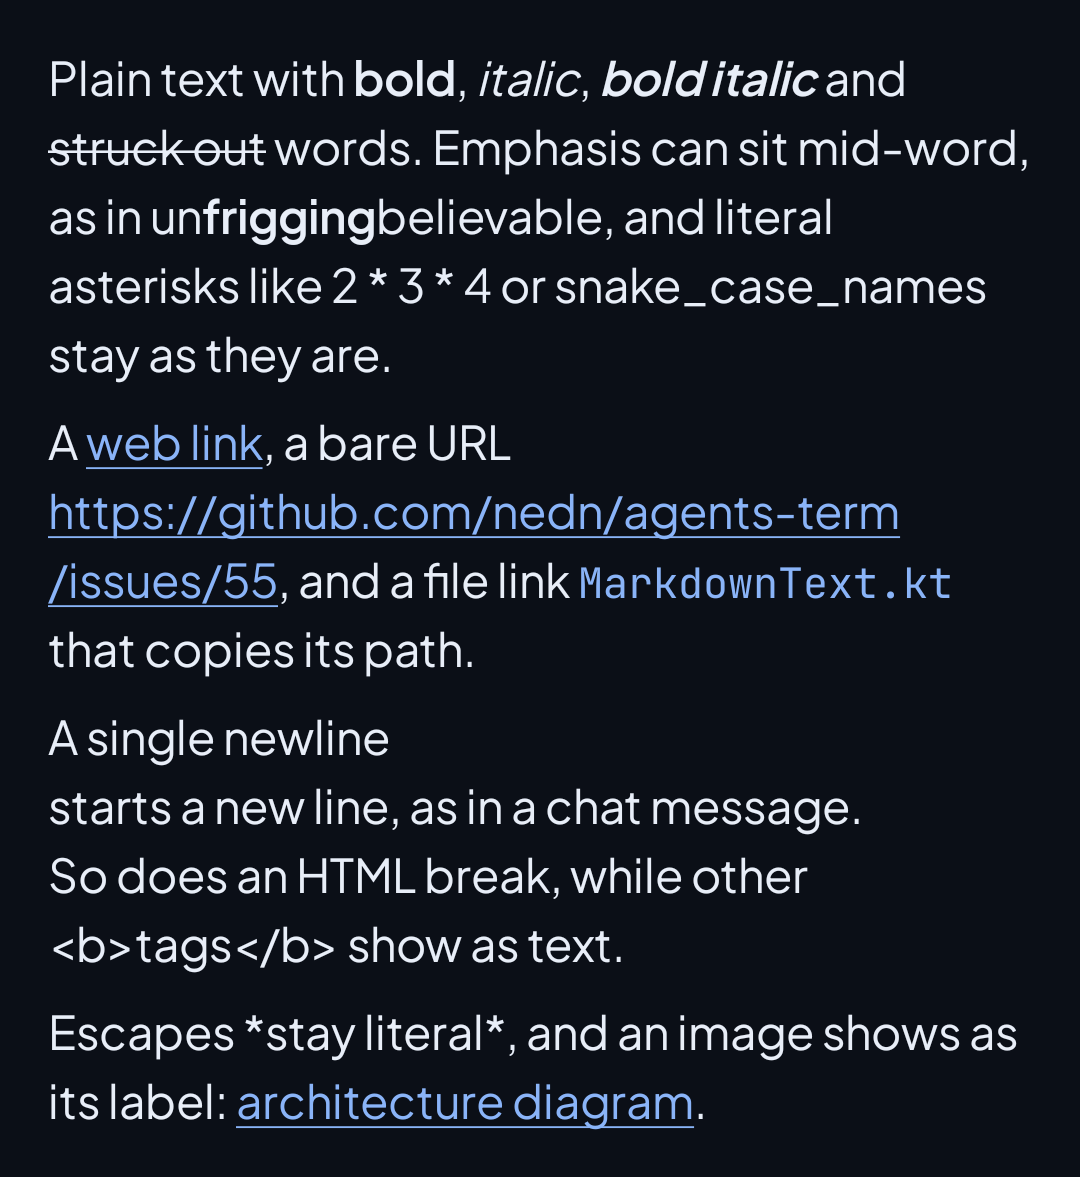 Plain text with bold, italic, bold italic and
struck out words. Emphasis can sit mid-word,
as in unfriggingbelievable, and literal
asterisks like 2 * 3 * 4 or snake_case_names
stay as they are.
A web link, a bare URL
https://github.com/nedn/agents-term
/issues/55, and a file link MarkdownText.kt
that copies its path.
A single newline
starts a new line, as in a chat message.
So does an HTML break, while other
<b>tags</b> show as text.
Escapes *stay literal*, and an image shows as
its label: architecture diagram.